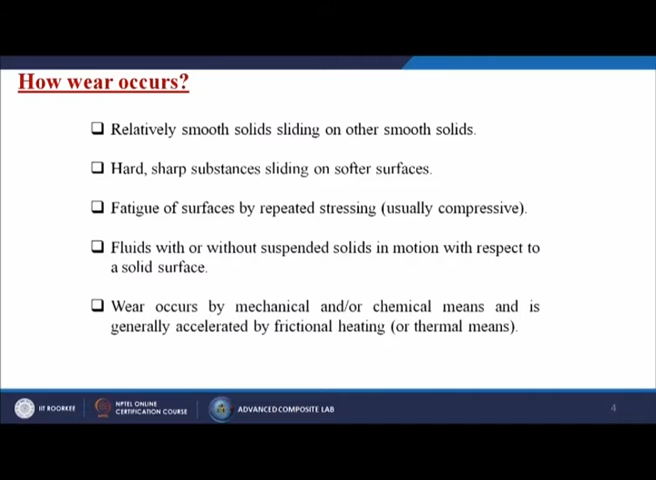 How wear occurs?
❑ Relatively smooth solids sliding on other smooth solids.
❑ Hard, sharp substances sliding on softer surfaces.
❑ Fatigue of surfaces by repeated stressing (usually compressive).
❑ Fluids with or without suspended solids in motion with respect to
a solid surface.
❑ Wear occurs by mechanical and/or chemical means and is
generally accelerated by frictional heating (or thermal means).
IIT ROORKEE
NPTEL ONLINE
CERTIFICATION COURSE
ADVANCED COMPOSITE LAB
4